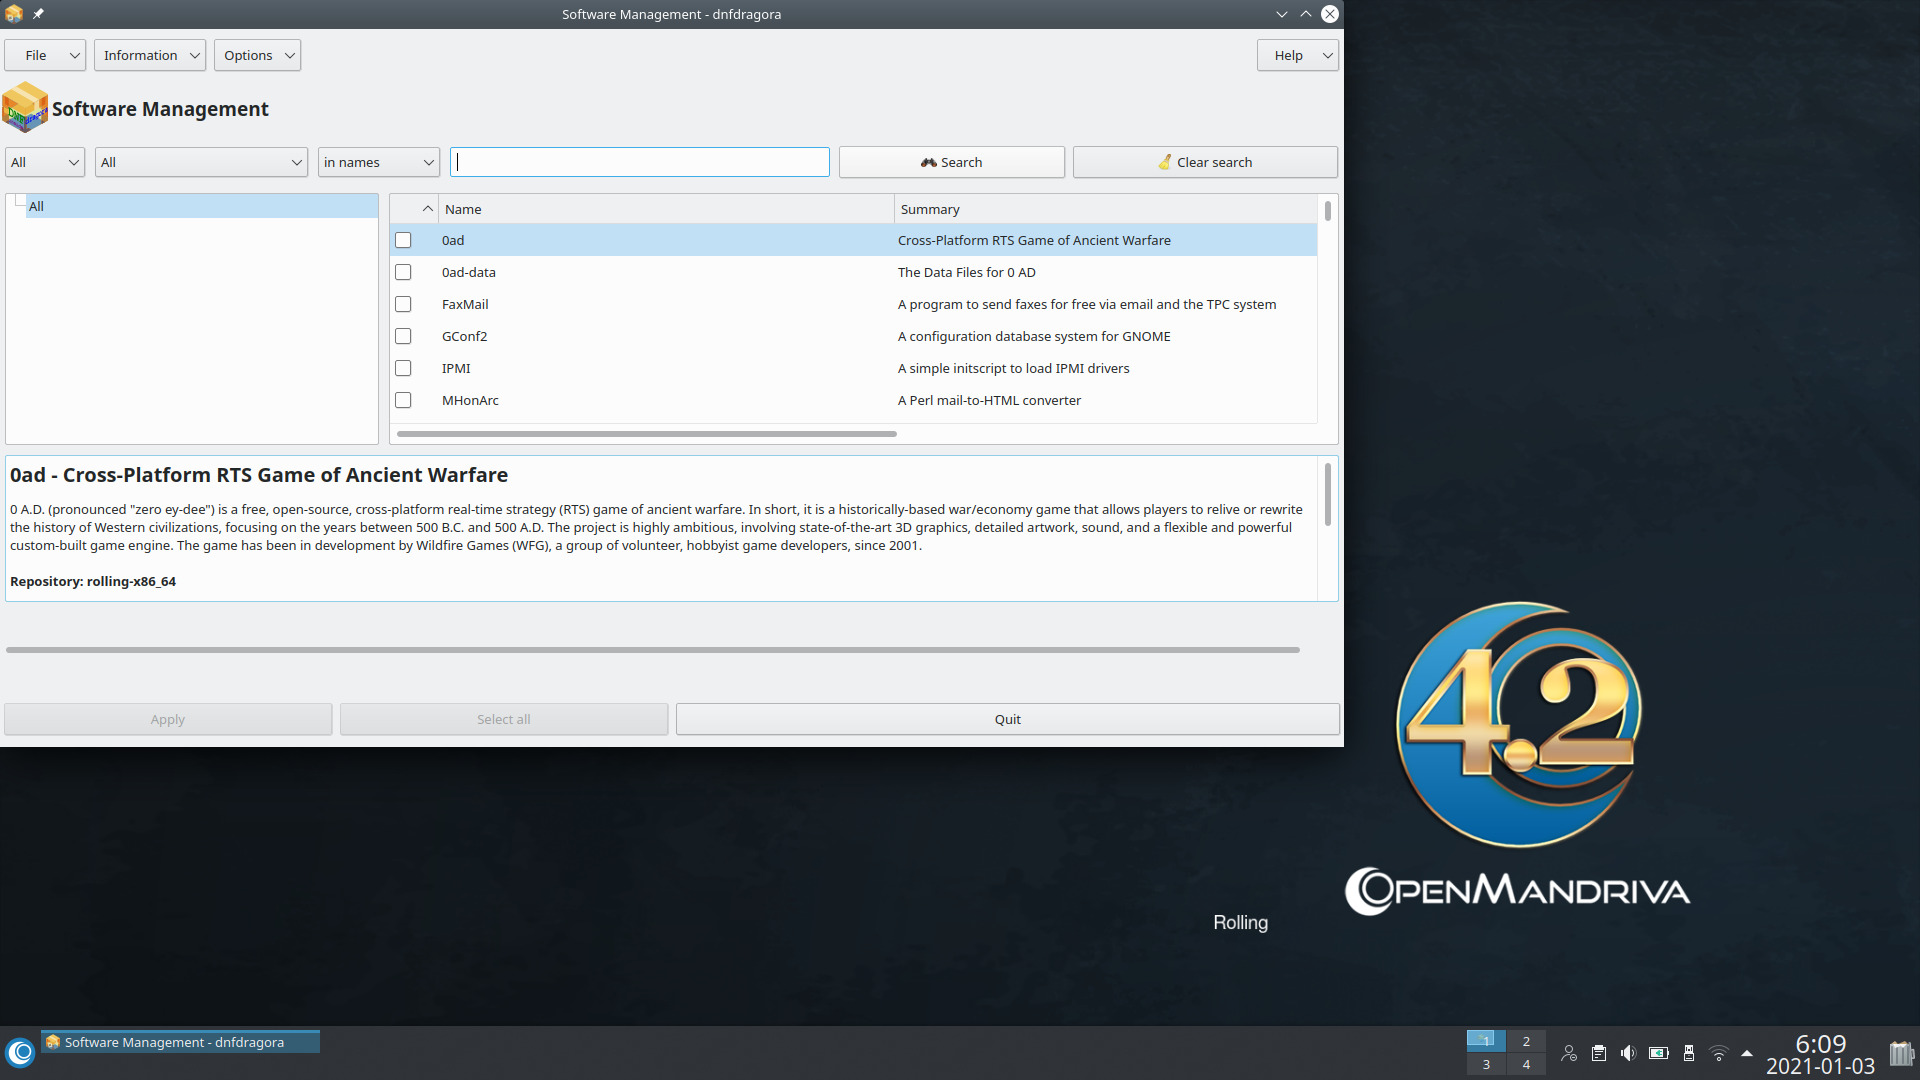 Software Management - dnfdragora
File Information Options Help
Software Management
All All in names Search Clear search
All
Name Summary
0ad Cross-Platform RTS Game of Ancient Warfare
0ad-data The Data Files for 0 AD
FaxMail A program to send faxes for free via email and the TPC system
GConf2 A configuration database system for GNOME
IPMI A simple initscript to load IPMI drivers
MHonArc A Perl mail-to-HTML converter
0ad - Cross-Platform RTS Game of Ancient Warfare
0 A.D. (pronounced "zero ey-dee") is a free, open-source, cross-platform real-time strategy (RTS) game of ancient warfare. In short, it is a historically-based war/economy game that allows players to relive or rewrite
the history of Western civilizations, focusing on the years between 500 B.C. and 500 A.D. The project is highly ambitious, involving state-of-the-art 3D graphics, detailed artwork, sound, and a flexible and powerful
custom-built game engine. The game has been in development by Wildfire Games (WFG), a group of volunteer, hobbyist game developers, since 2001.
Repository: rolling-x86_64
Apply Select all Quit
4.2
OPENMANDRIVA
Rolling
Software Management - dnfdragora
1 2
3 4
6:09
2021-01-03